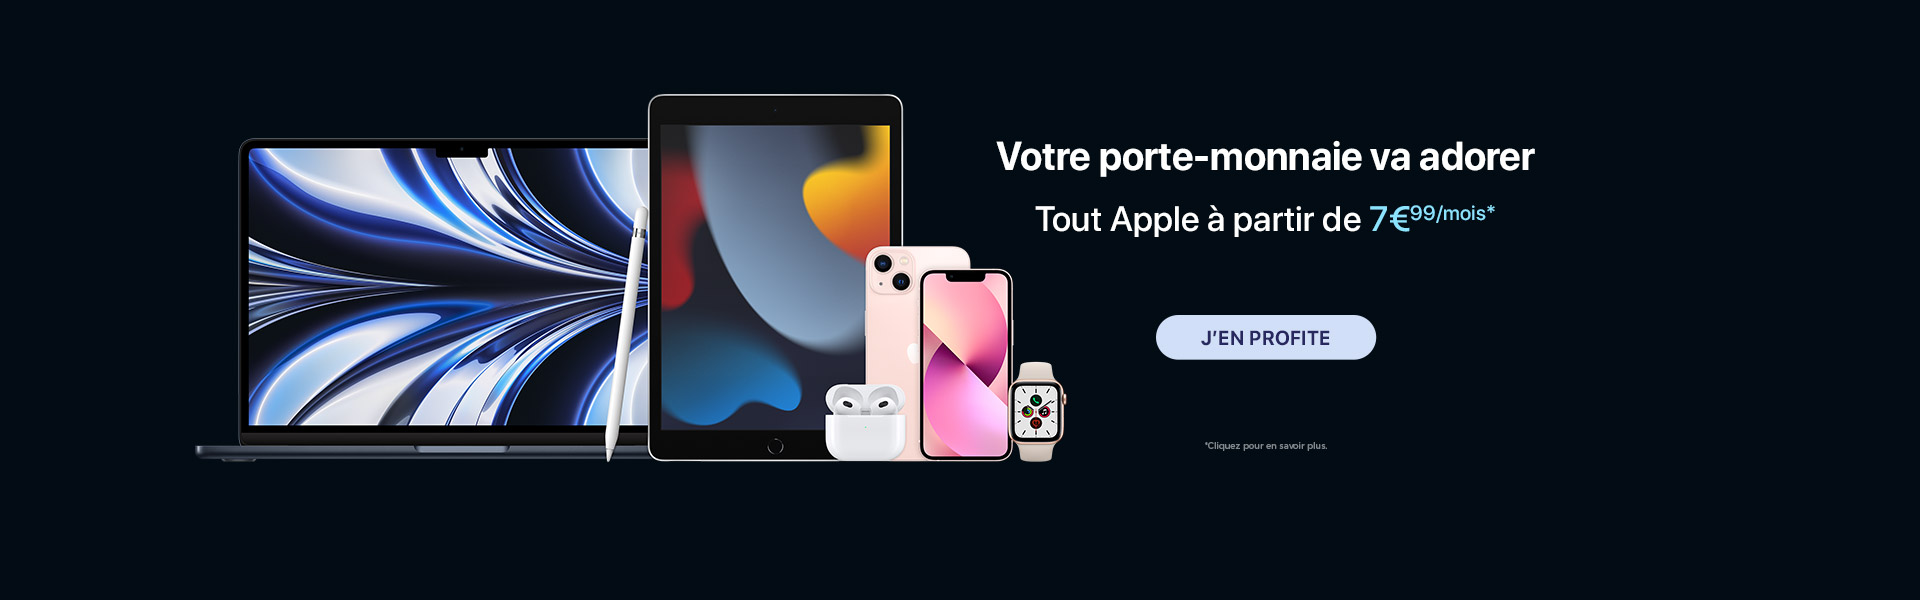 Votre porte-monnaie va adorer
Tout Apple à partir de 7€99/mois*
J’EN PROFITE
*Cliquez pour en savoir plus.